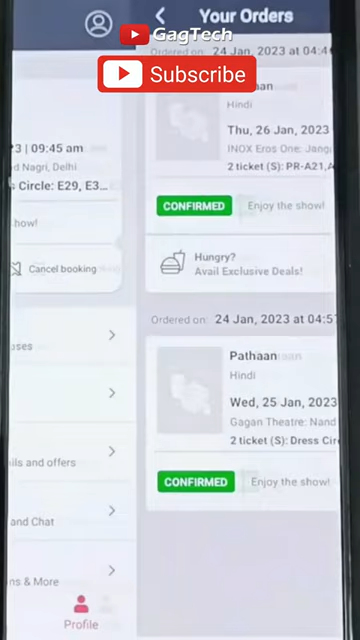 Your Orders
GagTech
Subscribe
Ordered on: 24 Jan, 2023 at 04:4
Hindi
Thu, 26 Jan, 2023
INOX Eros One: Jang
2 ticket (S): PR-A21,A
CONFIRMED Enjoy the show!
Hungry?
Avail Exclusive Deals!
Ordered on: 24 Jan, 2023 at 04:57
Pathaan
Hindi
Wed, 25 Jan, 2023
Gagan Theatre: Nand
2 ticket (S): Dress Cir
CONFIRMED Enjoy the show!
3 | 09:45 am
d Nagri, Delhi
s Circle: E29, E3...
how!
Cancel booking
ils and offers
and Chat
ns & More
Profile